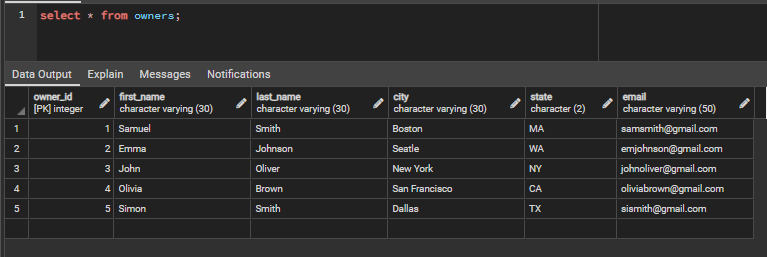 1 select * from owners;
Data Output Explain Messages Notifications
owner_id first_name last_name city state email
[PK] integer character varying (30) character varying (30) character varying (30) character (2) character varying (50)
1 1 Samuel Smith Boston MA samsmith@gmail.com
2 2 Emma Johnson Seatle WA emjohnson@gmail.com
3 3 John Oliver New York NY johnoliver@gmail.com
4 4 Olivia Brown San Francisco CA oliviabrown@gmail.com
5 5 Simon Smith Dallas TX sismith@gmail.com